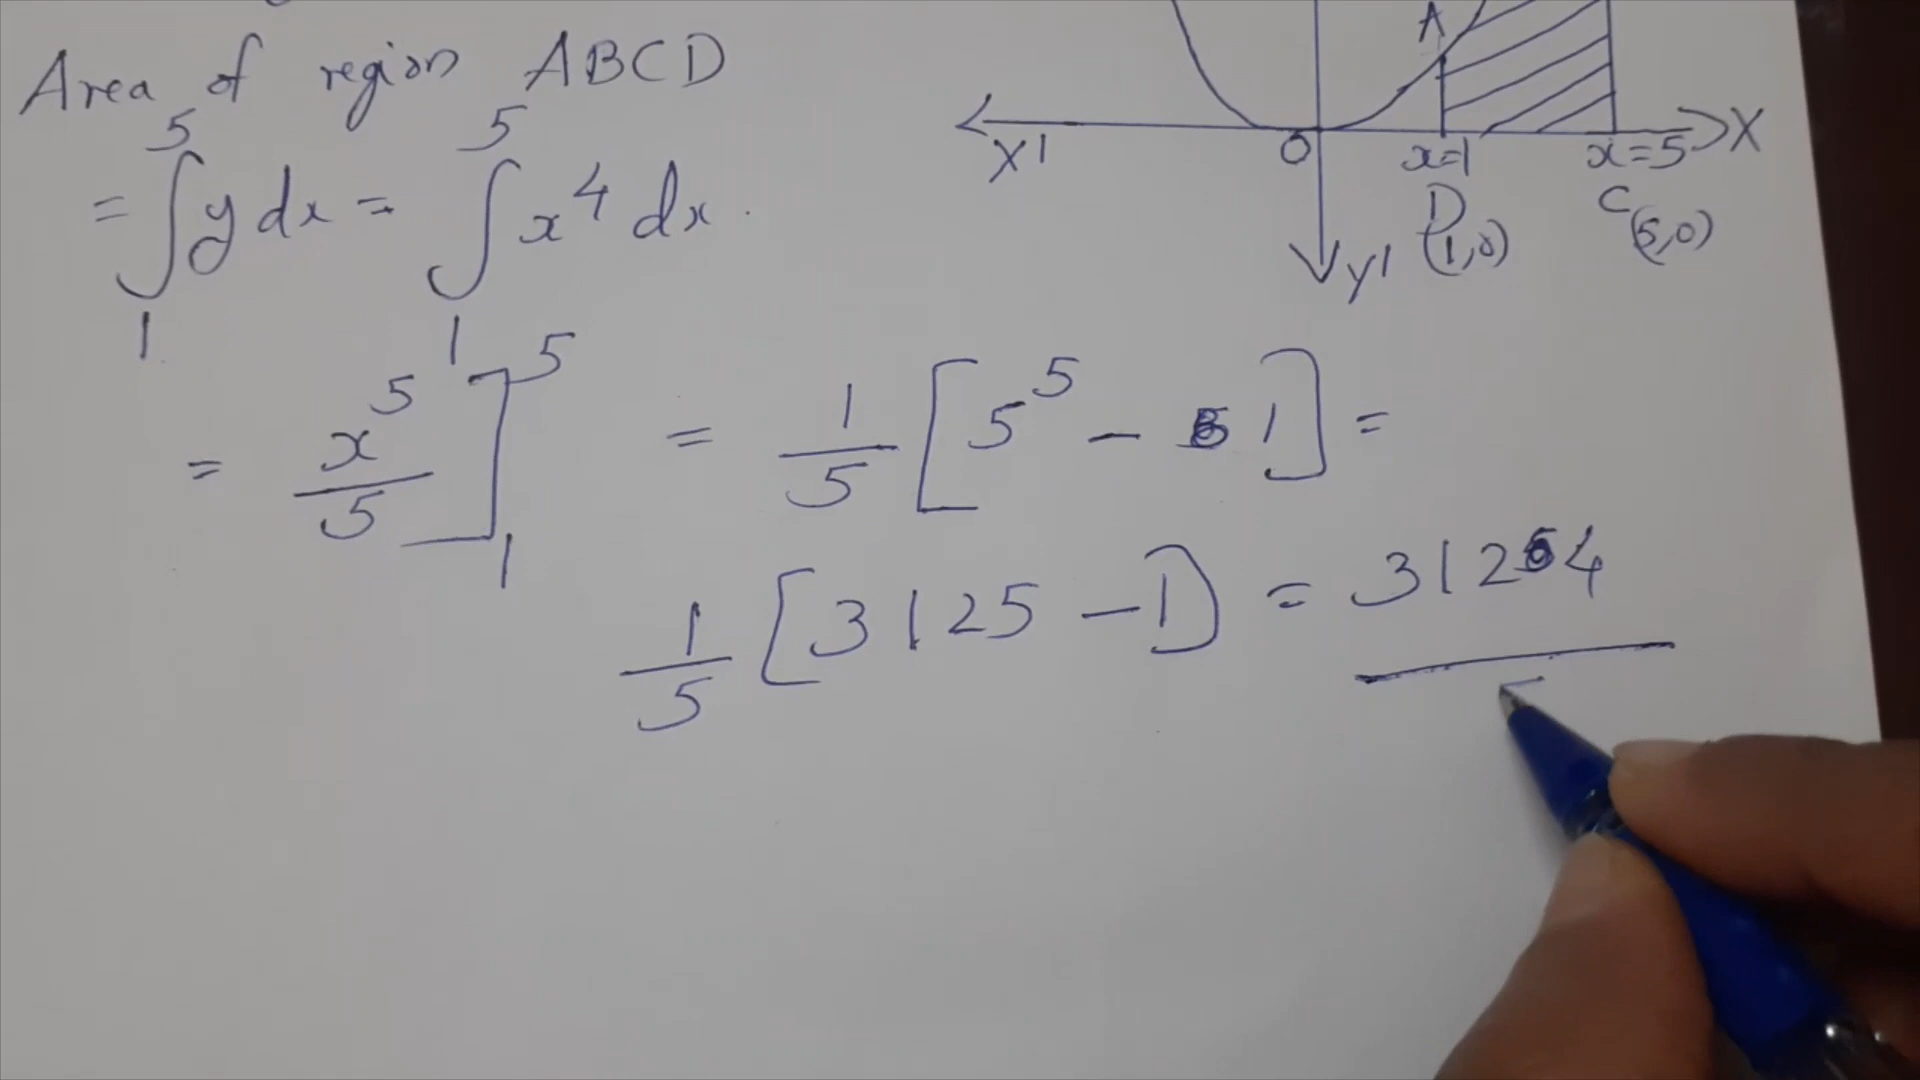 Area of region ABCD
= ∫₁⁵ y dx = ∫₁⁵ x⁴ dx.
= x⁵/5 ]₁⁵ = 1/5 [5⁵ - 1] =
1/5 [3125 - 1] = 3124/5
A
X' O x=1 x=5 X
D C
(1,0) (5,0)
Y'